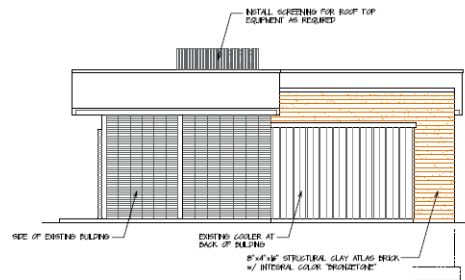 INSTALL SCREENING FOR ROOF TOP
EQUIPMENT AS REQUIRED
SIDE OF EXISTING BUILDING
EXISTING COOLER AT
BACK OF BUILDING
8"x4"x16" STRUCTURAL CLAY ATLAS BRICK
w/ INTEGRAL COLOR "BRONZETONE"